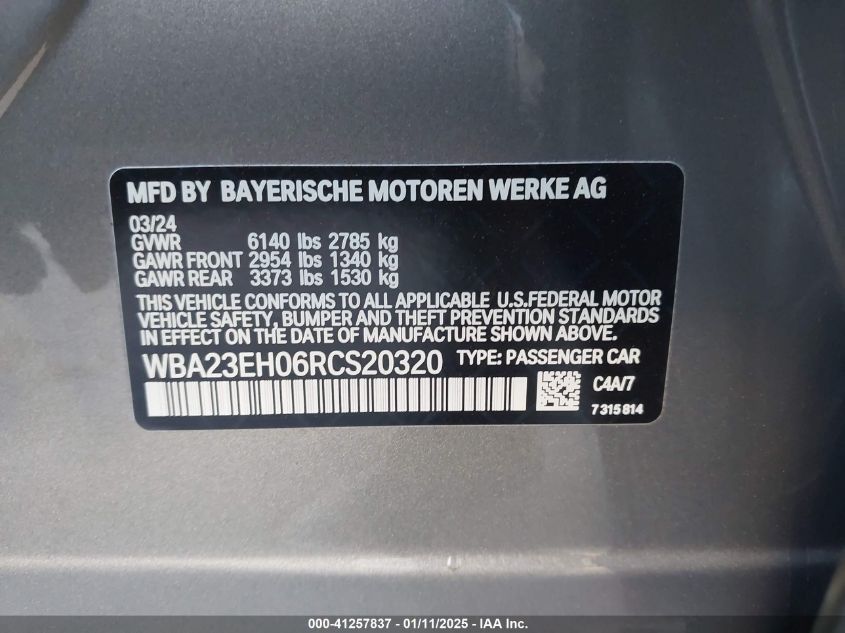 MFD BY BAYERISCHE MOTOREN WERKE AG
03/24
GVWR 6140 lbs 2785 kg
GAWR FRONT 2954 lbs 1340 kg
GAWR REAR 3373 lbs 1530 kg
THIS VEHICLE CONFORMS TO ALL APPLICABLE U.S.FEDERAL MOTOR
VEHICLE SAFETY, BUMPER AND THEFT PREVENTION STANDARDS
IN EFFECT ON THE DATE OF MANUFACTURE SHOWN ABOVE.
WBA23EH06RCS20320 TYPE: PASSENGER CAR
C4A/7
7315814
000-41257837 - 01/11/2025 - IAA Inc.